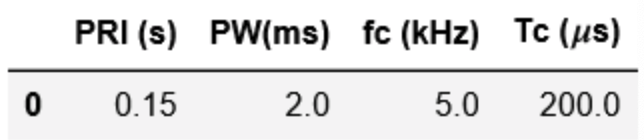 PRI (s) PW(ms) fc (kHz) Tc (μs)
0 0.15 2.0 5.0 200.0